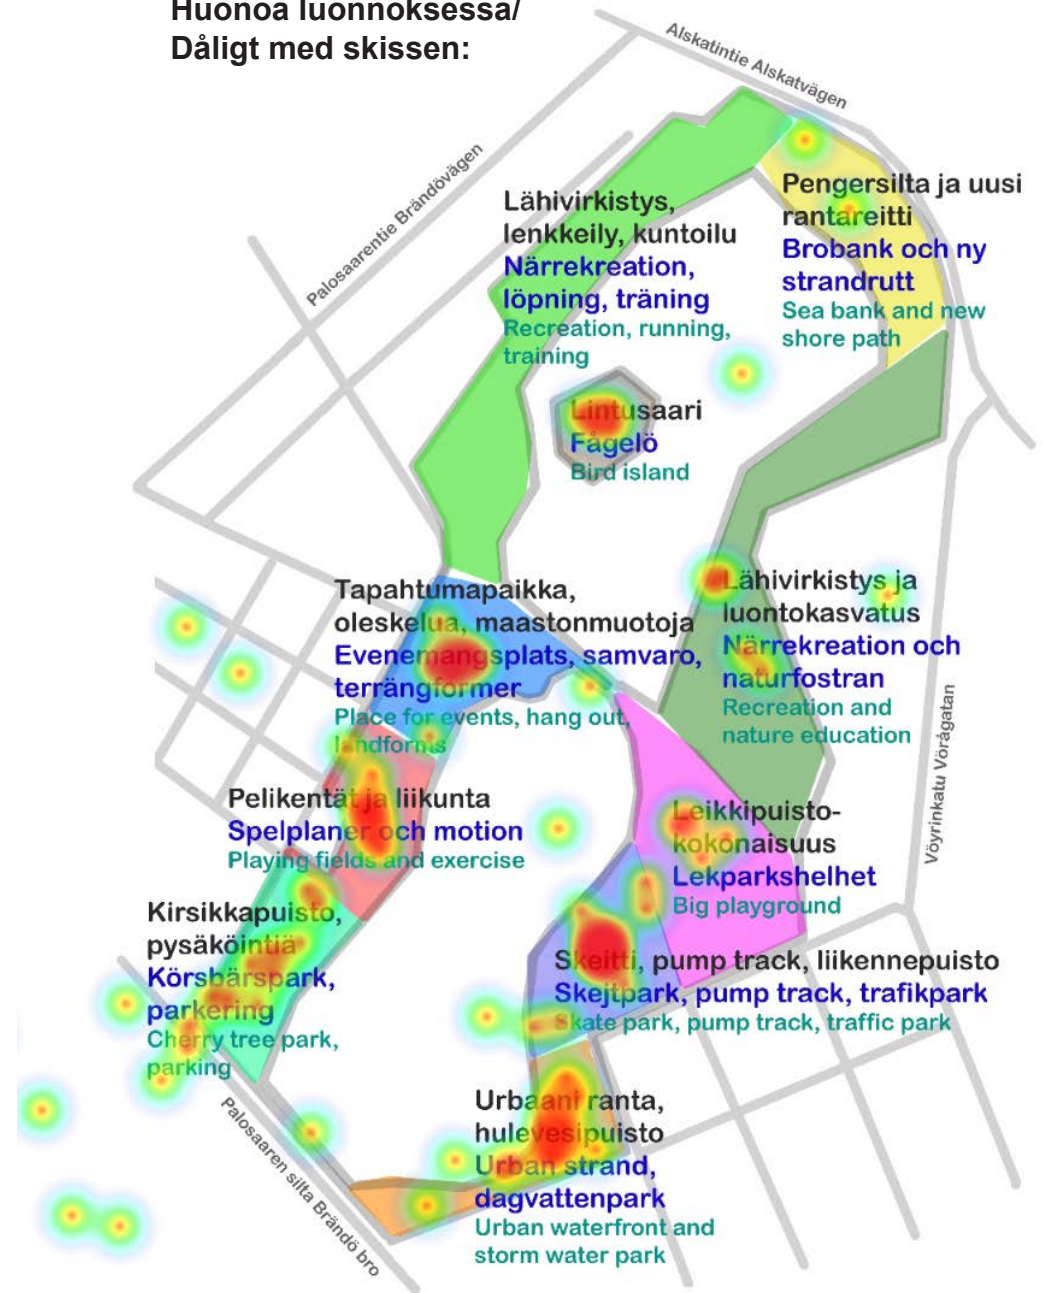 Huonoa luonnoksessa/
Dåligt med skissen:
Alskatintie Alskatvägen
Palosaarentie Brändövägen
Lähivirkistys,
lenkkeily, kuntoilu
Närrekreation,
löpning, träning
Recreation, running,
training
Pengersilta ja uusi
rantareitti
Brobank och ny
strandrutt
Sea bank and new
shore path
Lintusaari
Fågelö
Bird island
Tapahtumapaikka,
oleskelua, maastonmuotoja
Evenemangsplats, samvaro,
terrängformer
Place for events, hang out,
landforms
Lähivirkistys ja
luontokasvatus
Närrekreation och
naturfostran
Recreation and
nature education
Vöyrinkatu Vörågatan
Pelikentät ja liikunta
Spelplaner och motion
Playing fields and exercise
Leikkipuisto-
kokonaisuus
Lekparkshelhet
Big playground
Kirsikkapuisto,
pysäköintiä
Körsbärspark,
parkering
Cherry tree park,
parking
Skeitti, pump track, liikennepuisto
Skejtpark, pump track, trafikpark
Skate park, pump track, traffic park
Urbaani ranta,
hulevesipuisto
Urban strand,
dagvattenpark
Urban waterfront and
storm water park
Palosaaren silta Brändö bro